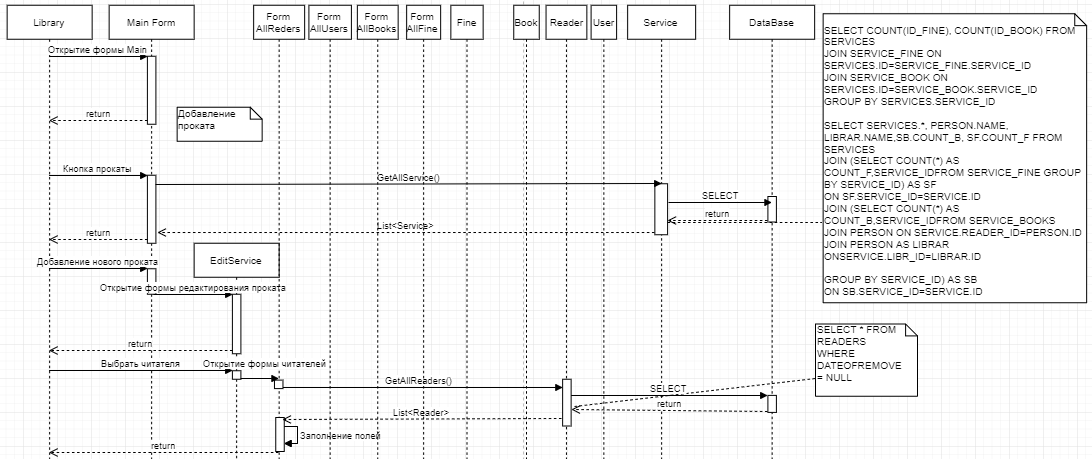 Library
Main Form
Form
AllReders
Form
AllUsers
Form
AllBooks
Form
AllFine
Fine
Book
Reader
User
Service
DataBase
SELECT COUNT(ID_FINE), COUNT(ID_BOOK) FROM
SERVICES
JOIN SERVICE_FINE ON
SERVICES.ID=SERVICE_FINE.SERVICE_ID
JOIN SERVICE_BOOK ON
SERVICES.ID=SERVICE_BOOK.SERVICE_ID
GROUP BY SERVICES.SERVICE_ID
SELECT SERVICES.*, PERSON.NAME,
LIBRAR.NAME,SB.COUNT_B, SF.COUNT_F FROM
SERVICES
JOIN (SELECT COUNT(*) AS
COUNT_F,SERVICE_IDFROM SERVICE_FINE GROUP
BY SERVICE_ID) AS SF
ON SF.SERVICE_ID=SERVICE.ID
JOIN (SELECT COUNT(*) AS
COUNT_B,SERVICE_IDFROM SERVICE_BOOKS
JOIN PERSON ON SERVICE.READER_ID=PERSON.ID
JOIN PERSON AS LIBRAR
ONSERVICE.LIBR_ID=LIBRAR.ID
GROUP BY SERVICE_ID) AS SB
ON SB.SERVICE_ID=SERVICE.ID
Открытие формы Main
return
Добавление
проката
Кнопка прокаты
GetAllService()
SELECT
return
List<Service>
return
EditService
Добавление нового проката
Открытие формы редактирования проката
return
SELECT * FROM
READERS
WHERE
DATEOFREMOVE
= NULL
Выбрать читателя
Открытие формы читателей
GetAllReaders()
SELECT
return
List<Reader>
Заполнение полей
return